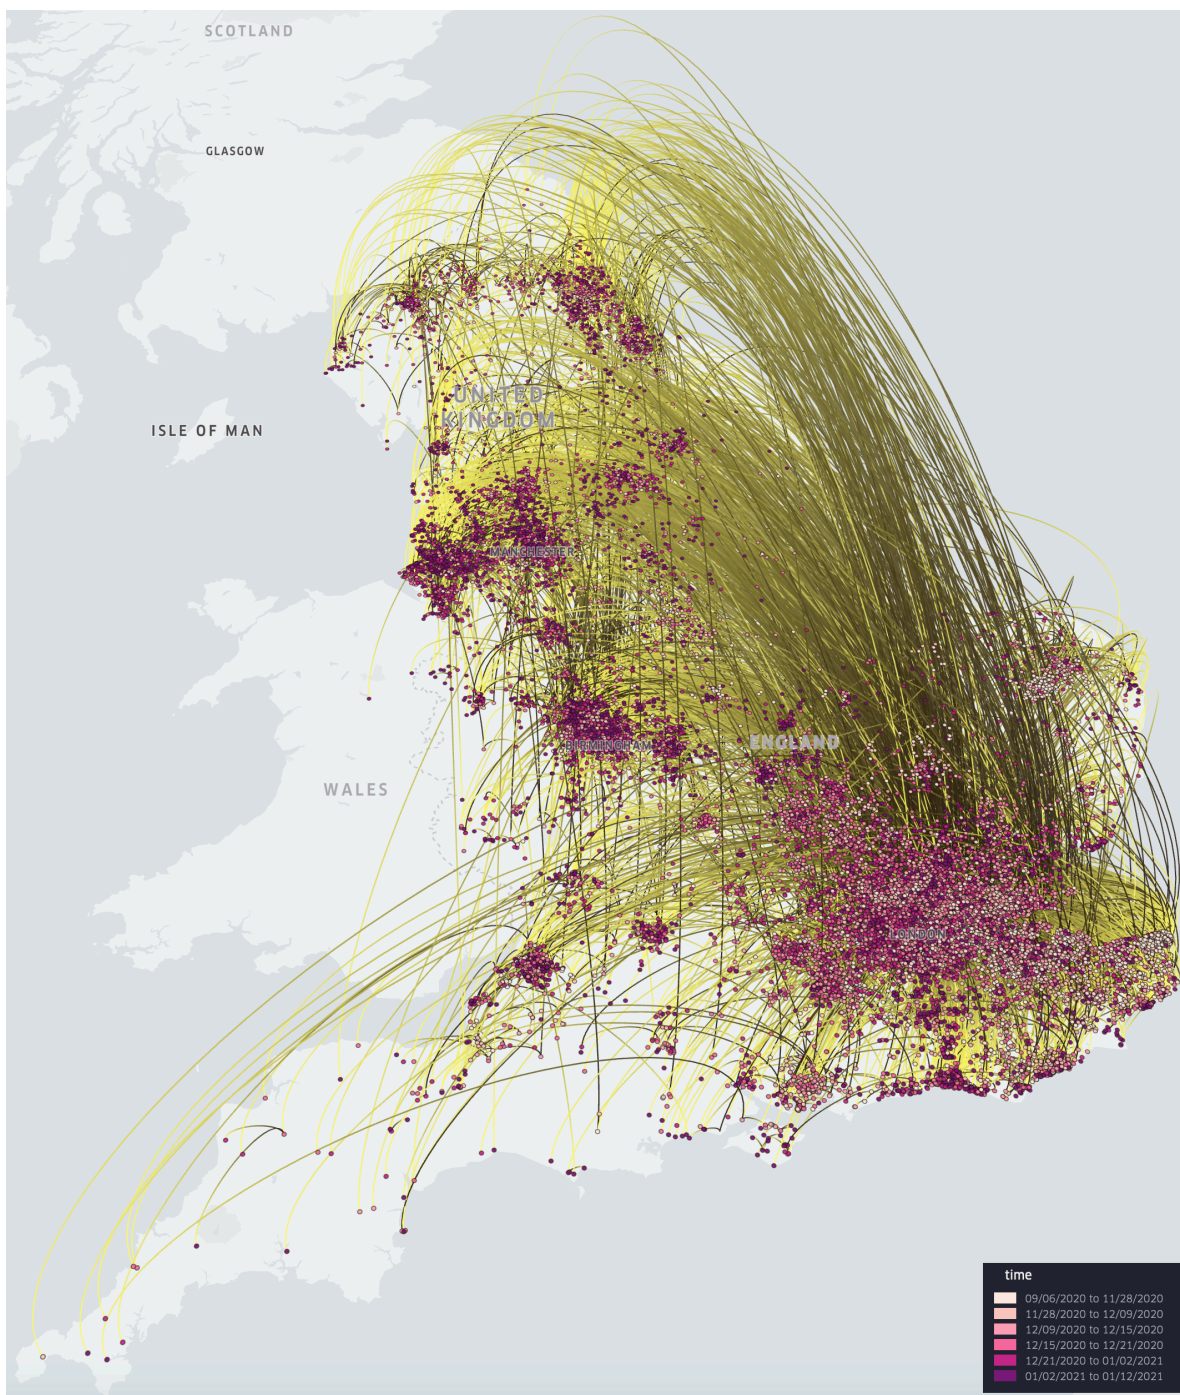 SCOTLAND
GLASGOW
UNITED
KINGDOM
ISLE OF MAN
MANCHESTER
BIRMINGHAM
ENGLAND
WALES
LONDON
time
09/06/2020 to 11/28/2020
11/28/2020 to 12/09/2020
12/09/2020 to 12/15/2020
12/15/2020 to 12/21/2020
12/21/2020 to 01/02/2021
01/02/2021 to 01/12/2021